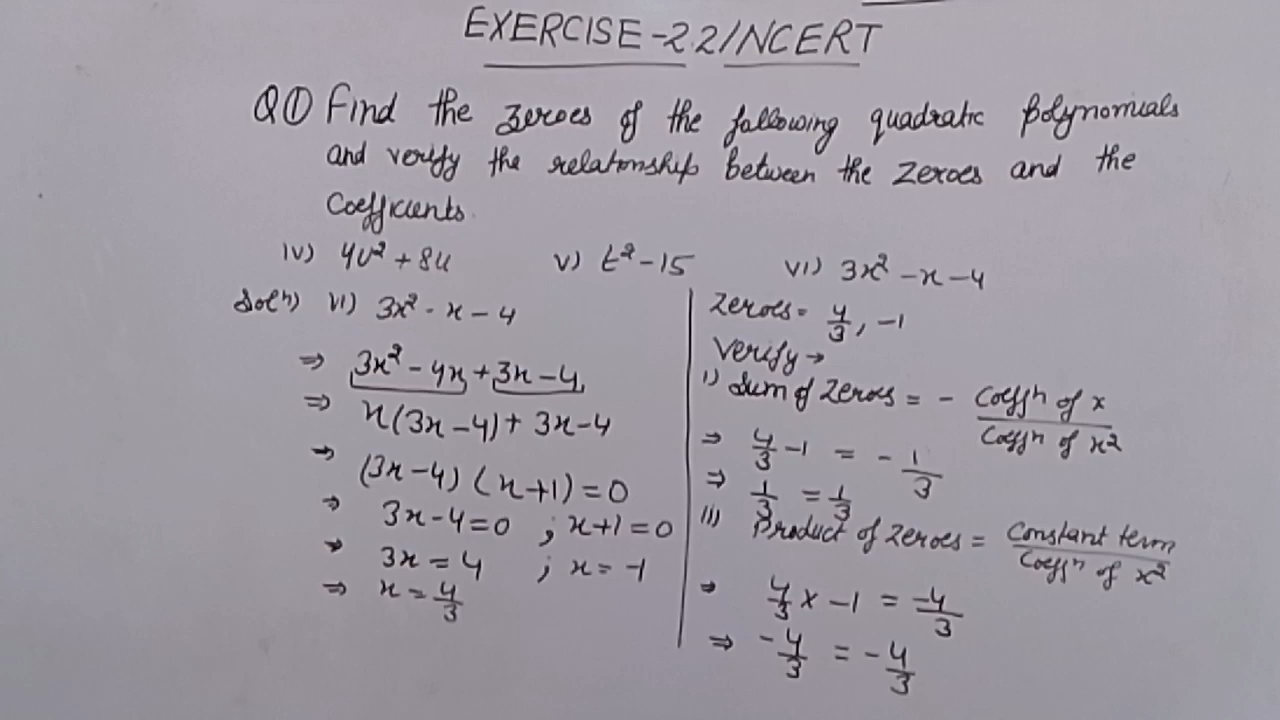 EXERCISE-2.2/NCERT
Q① Find the zeroes of the following quadratic polynomials
and verify the relationship between the zeroes and the
Coefficients.
iv) 4u² + 8u v) t² - 15 vi) 3x² - x - 4
Solⁿ) vi) 3x² - x - 4
⇒ 3x² - 4x + 3x - 4
⇒ x(3x - 4) + 3x - 4
⇒ (3x - 4) (x + 1) = 0
⇒ 3x - 4 = 0 ; x + 1 = 0
⇒ 3x = 4 ; x = -1
⇒ x = 4/3
Zeroes = 4/3, -1
Verify →
i) Sum of Zeroes = - Coeffⁿ of x / Coeffⁿ of x²
⇒ 4/3 - 1 = - 1/3
⇒ 1/3 = 1/3
ii) Product of Zeroes = Constant term / Coeffⁿ of x²
⇒ 4/3 × -1 = -4/3
⇒ -4/3 = -4/3